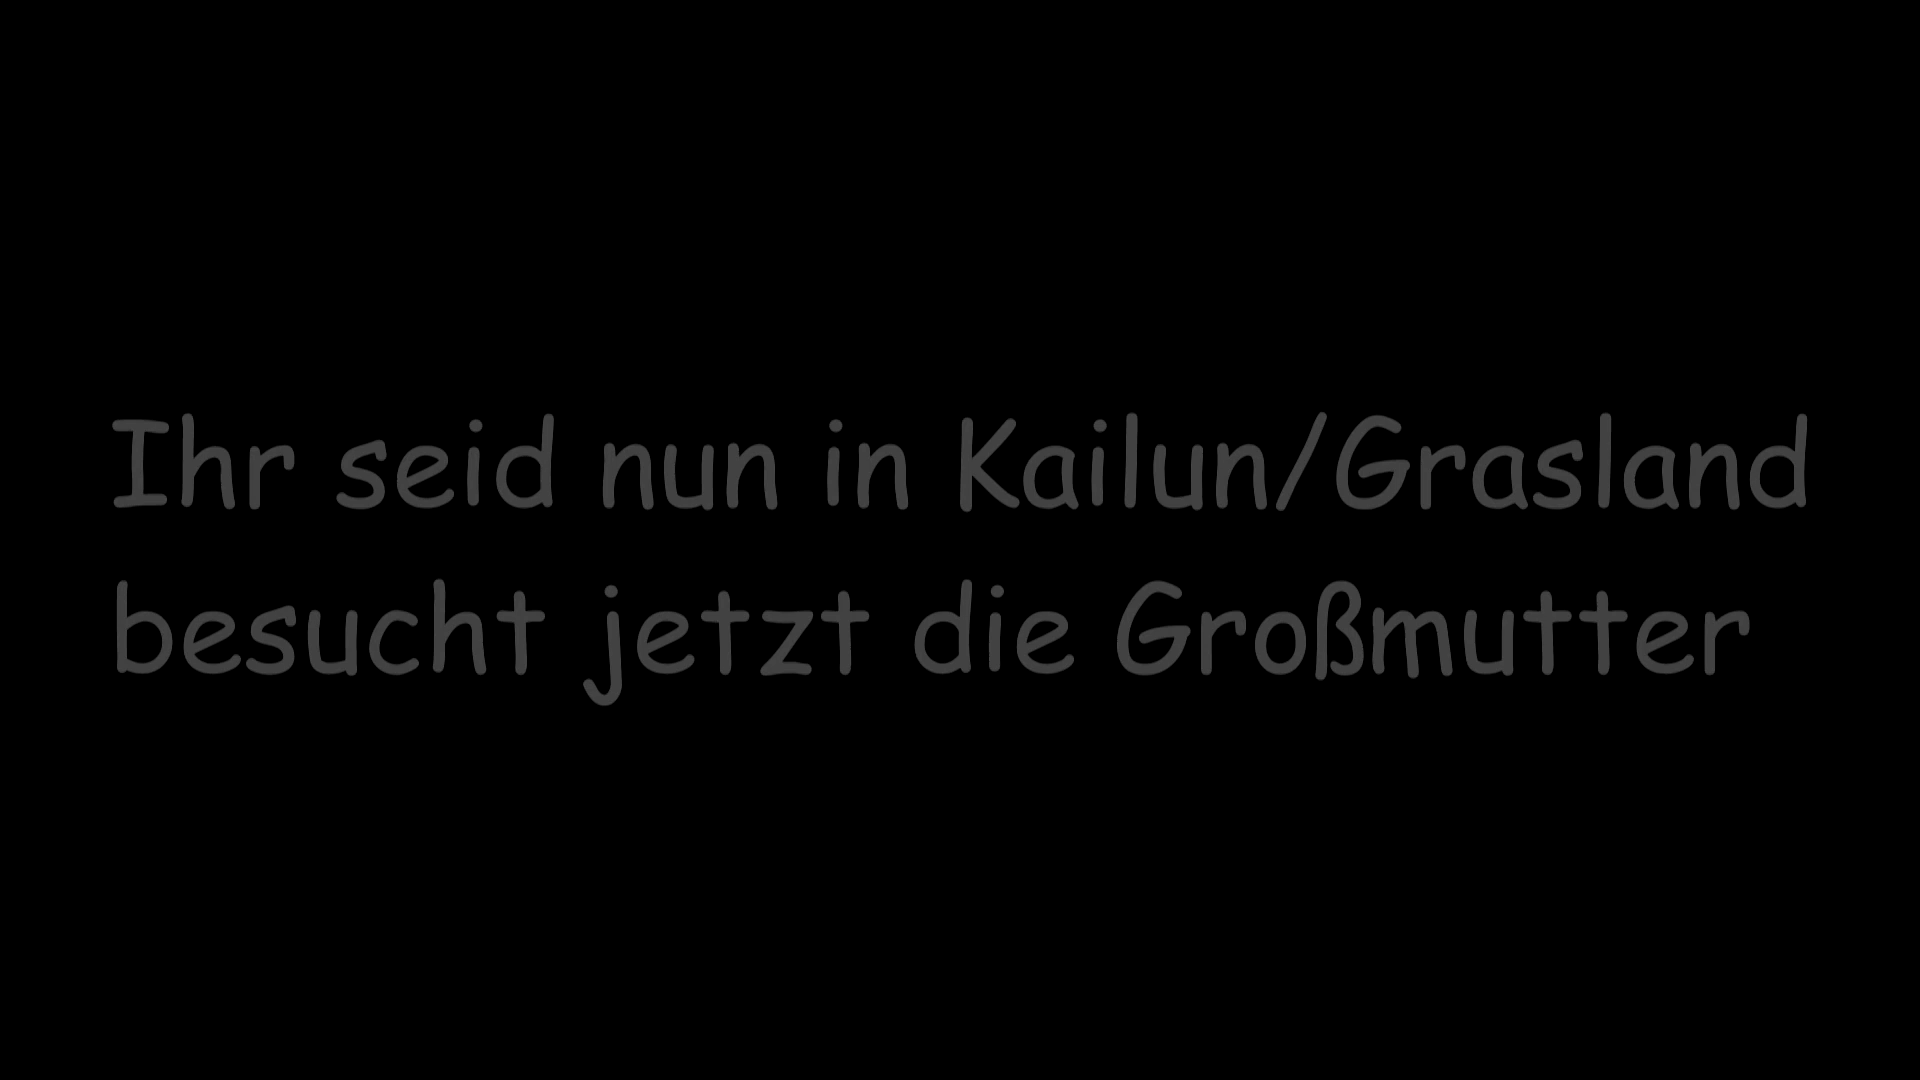 Ihr seid nun in Kailun/Grasland
besucht jetzt die Großmutter